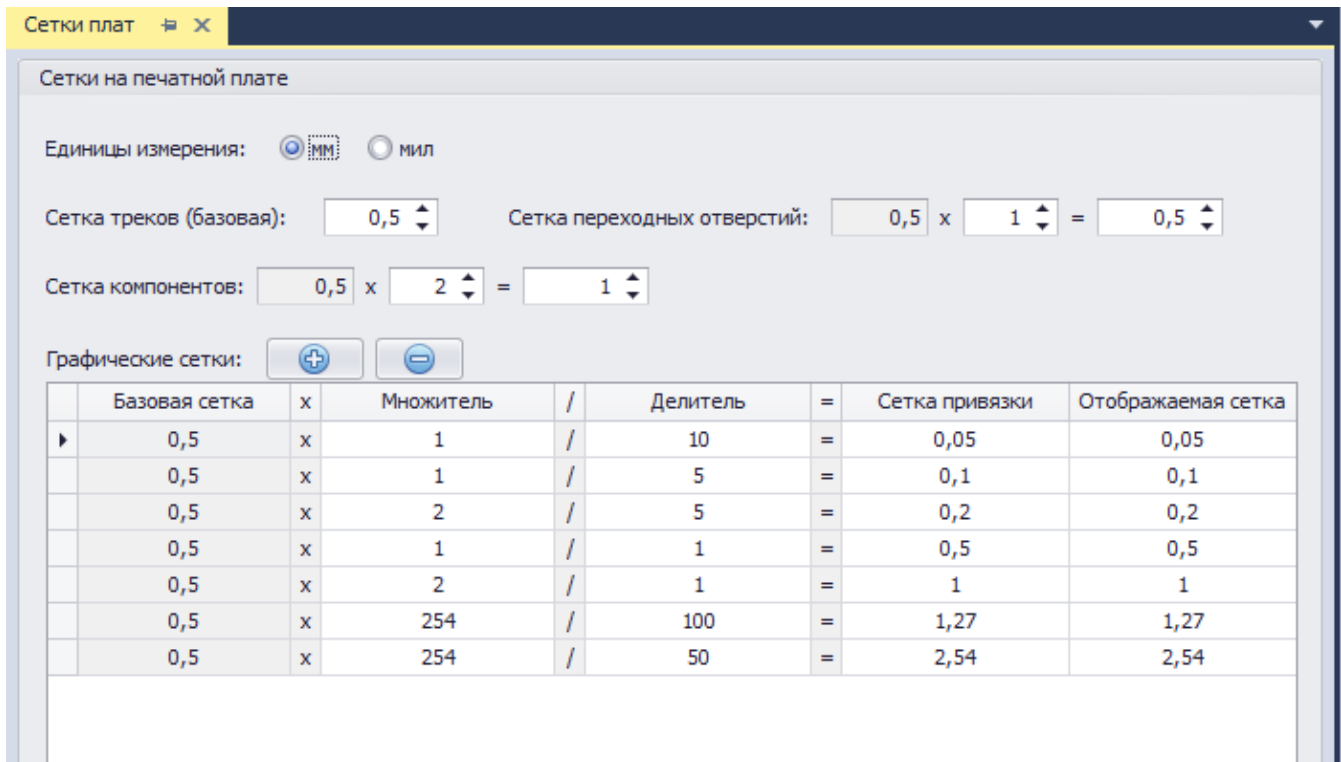 Сетки плат
Сетки на печатной плате
Единицы измерения: мм мил
Сетка треков (базовая): 0,5 Сетка переходных отверстий: 0,5 x 1 = 0,5
Сетка компонентов: 0,5 x 2 = 1
Графические сетки:
Базовая сетка x Множитель / Делитель = Сетка привязки Отображаемая сетка
0,5 x 1 / 10 = 0,05 0,05
0,5 x 1 / 5 = 0,1 0,1
0,5 x 2 / 5 = 0,2 0,2
0,5 x 1 / 1 = 0,5 0,5
0,5 x 2 / 1 = 1 1
0,5 x 254 / 100 = 1,27 1,27
0,5 x 254 / 50 = 2,54 2,54